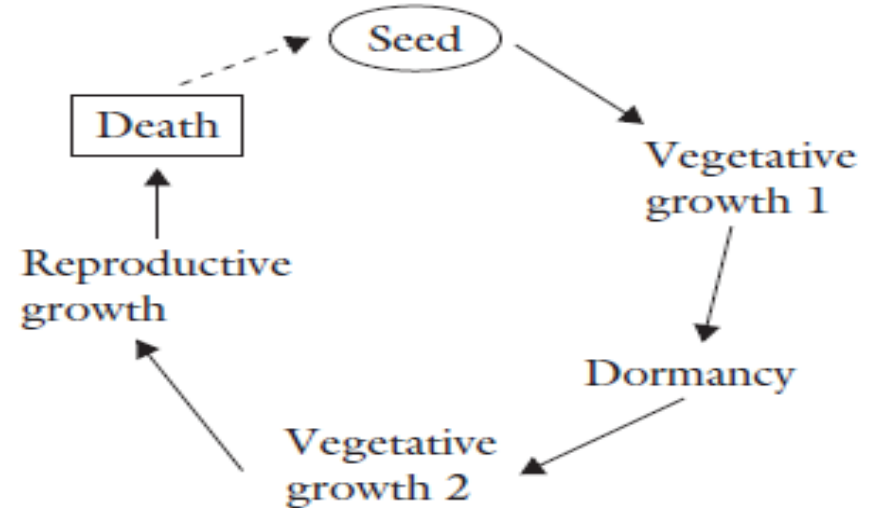 Seed
Vegetative
growth 1
Dormancy
Vegetative
growth 2
Reproductive
growth
Death